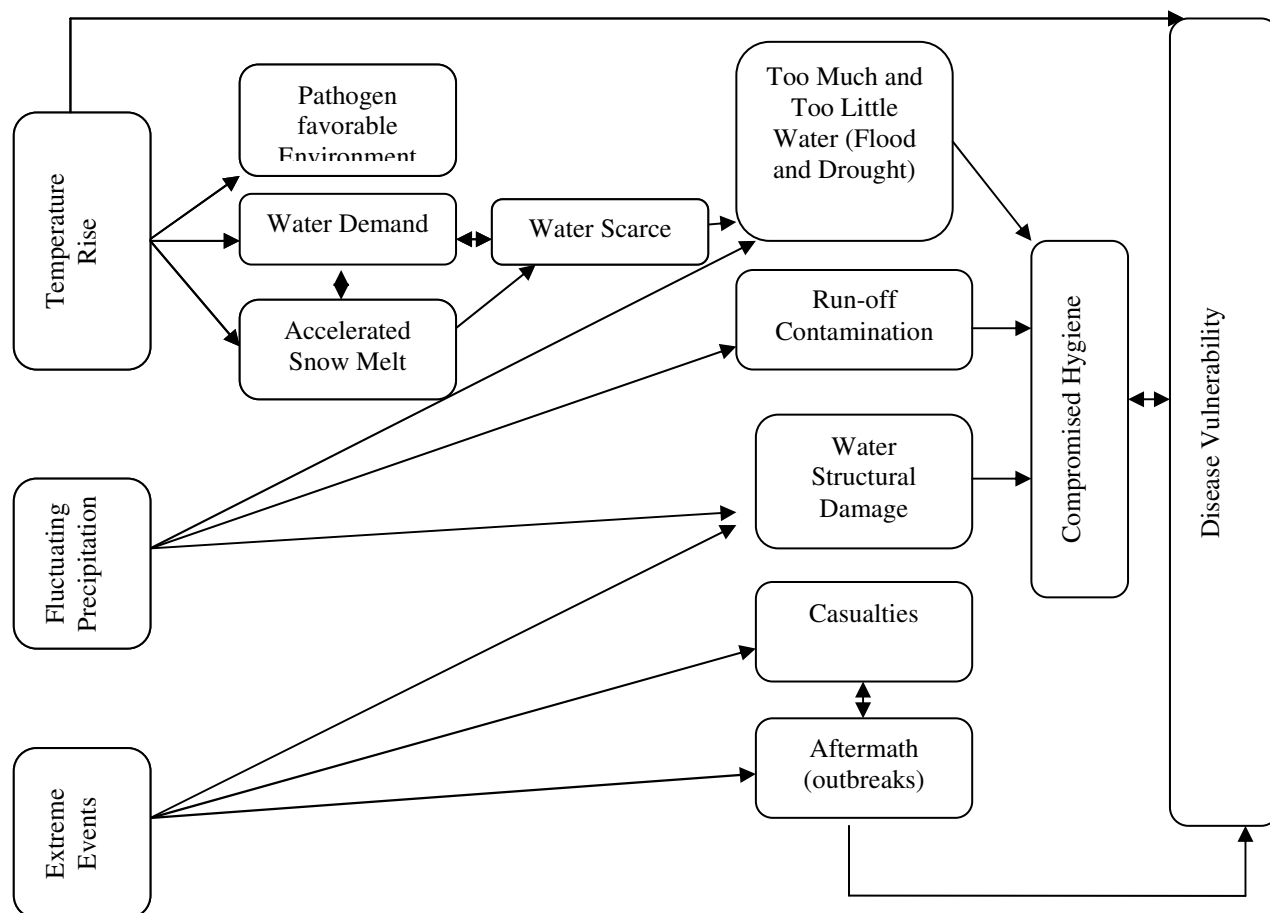 Temperature
Rise
Pathogen
favorable
Environment
Water Demand
Accelerated
Snow Melt
Water Scarce
Too Much and
Too Little
Water (Flood
and Drought)
Run-off
Contamination
Water
Structural
Damage
Fluctuating
Precipitation
Casualties
Aftermath
(outbreaks)
Extreme
Events
Compromised Hygiene
Disease Vulnerability